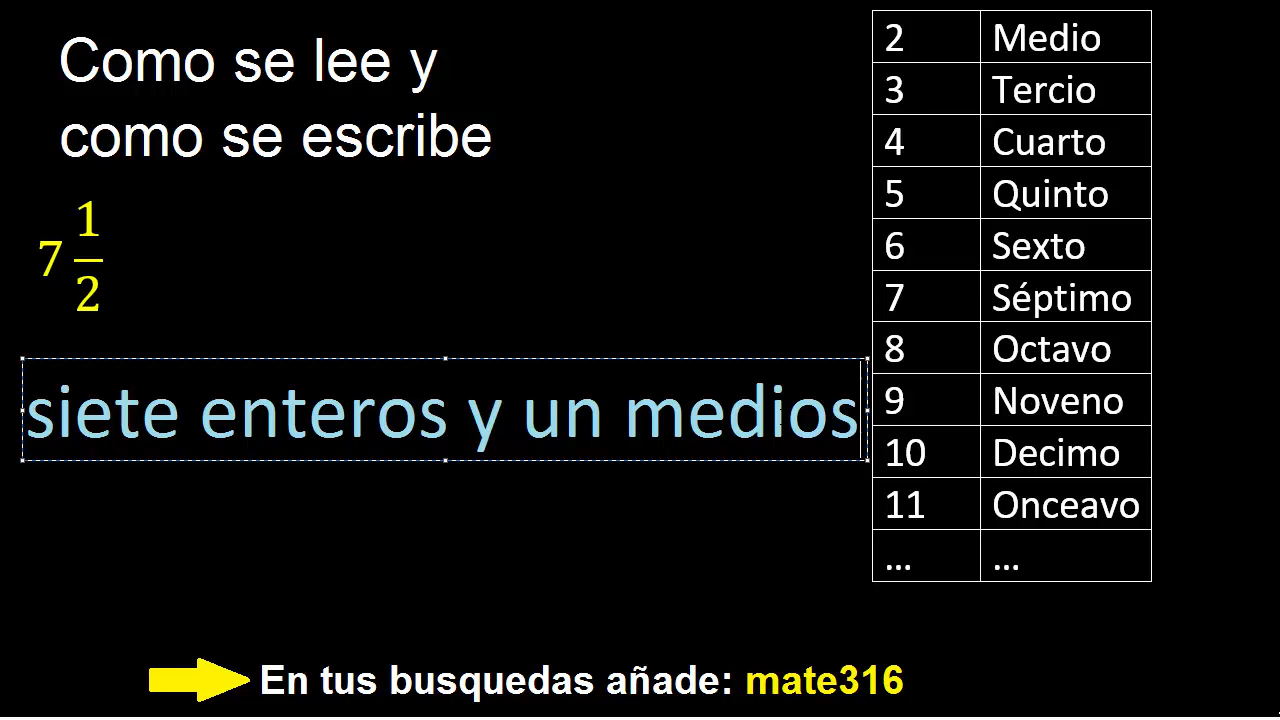 Como se lee y
como se escribe
7 1/2
siete enteros y un medios
2 Medio
3 Tercio
4 Cuarto
5 Quinto
6 Sexto
7 Séptimo
8 Octavo
9 Noveno
10 Decimo
11 Onceavo
... ...
En tus busquedas añade: mate316